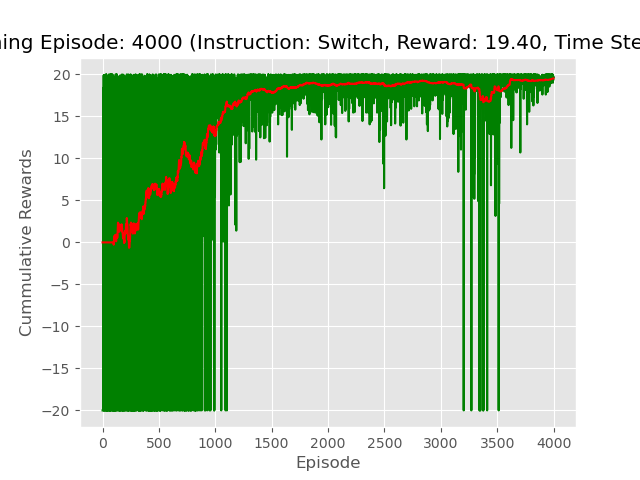 ing Episode: 4000 (Instruction: Switch, Reward: 19.40, Time Ste
20
15
10
5
0
−5
−10
−15
−20
Cummulative Rewards
0 500 1000 1500 2000 2500 3000 3500 4000
Episode